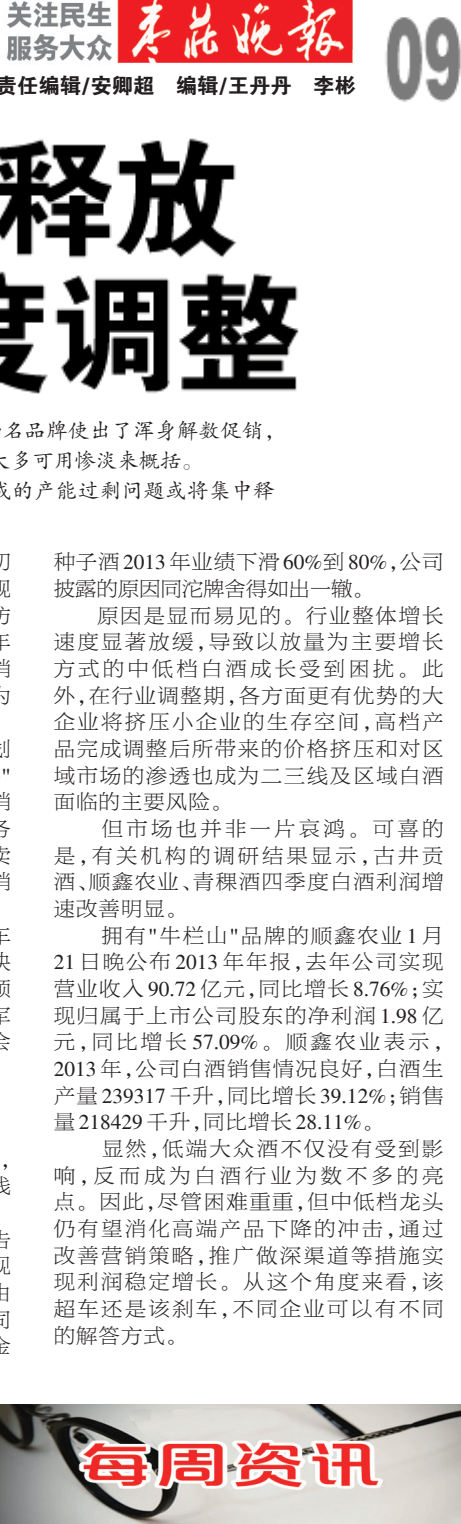 关注民生
服务大众
枣庄晚报
09
责任编辑/安卿超 编辑/王丹丹 李彬
释放
度调整
名品牌使出了浑身解数促销，
大多可用惨淡来概括。
成的产能过剩问题或将集中释
种子酒2013年业绩下滑60%到80%,公司
披露的原因同沱牌舍得如出一辙。
原因是显而易见的。行业整体增长
速度显著放缓,导致以放量为主要增长
方式的中低档白酒成长受到困扰。此
外,在行业调整期,各方面更有优势的大
企业将挤压小企业的生存空间,高档产
品完成调整后所带来的价格挤压和对区
域市场的渗透也成为二三线及区域白酒
面临的主要风险。
但市场也并非一片哀鸿。可喜的
是,有关机构的调研结果显示,古井贡
酒、顺鑫农业、青稞酒四季度白酒利润增
速改善明显。
拥有"牛栏山"品牌的顺鑫农业1月
21日晚公布2013年年报,去年公司实现
营业收入90.72亿元,同比增长8.76%;实
现归属于上市公司股东的净利润1.98亿
元,同比增长57.09%。顺鑫农业表示,
2013年,公司白酒销售情况良好,白酒生
产量239317千升,同比增长39.12%;销售
量218429千升,同比增长28.11%。
显然,低端大众酒不仅没有受到影
响,反而成为白酒行业为数不多的亮
点。因此,尽管困难重重,但中低档龙头
仍有望消化高端产品下降的冲击,通过
改善营销策略,推广做深渠道等措施实
现利润稳定增长。从这个角度来看,该
超车还是该刹车,不同企业可以有不同
的解答方式。
每周资讯